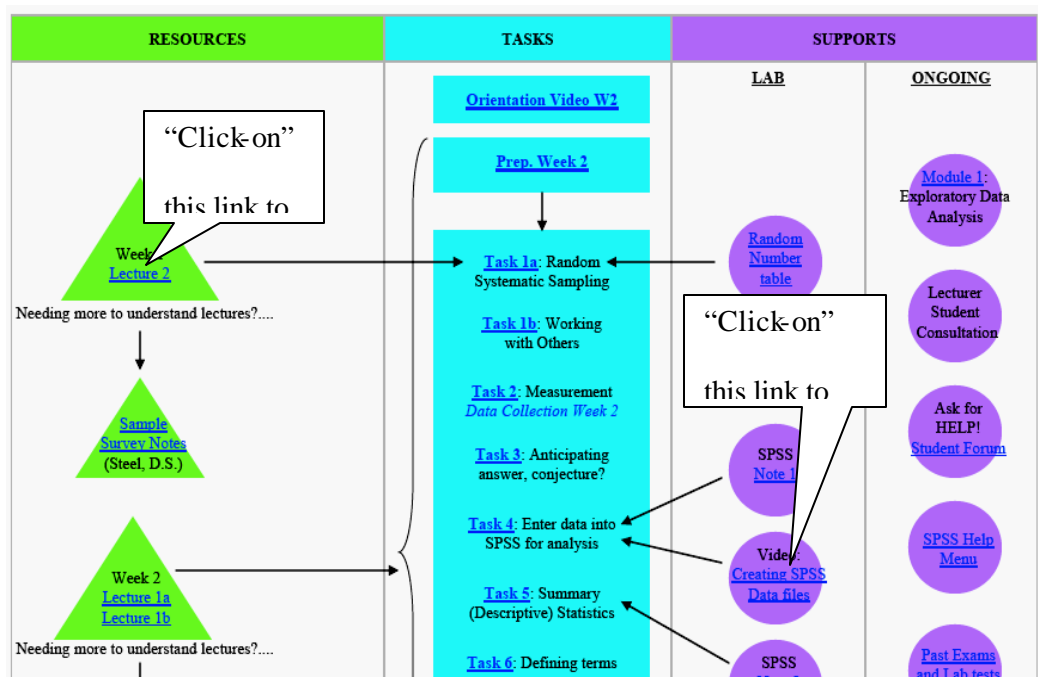 RESOURCES
TASKS
SUPPORTS
LAB
ONGOING
Orientation Video W2
Prep. Week 2
“Click-on”
this link to
Week
Lecture 2
Needing more to understand lectures?....
Sample
Survey Notes
(Steel, D.S.)
Week 2
Lecture 1a
Lecture 1b
Needing more to understand lectures?....
Task 1a: Random
Systematic Sampling
Task 1b: Working
with Others
Task 2: Measurement
Data Collection Week 2
Task 3: Anticipating
answer, conjecture?
Task 4: Enter data into
SPSS for analysis
Task 5: Summary
(Descriptive) Statistics
Task 6: Defining terms
Random
Number
table
“Click-on”
this link to
SPSS
Note 1
Video:
Creating SPSS
Data files
SPSS
Module 1:
Exploratory Data
Analysis
Lecturer
Student
Consultation
Ask for
HELP!
Student Forum
SPSS Help
Menu
Past Exams
and Lab tests